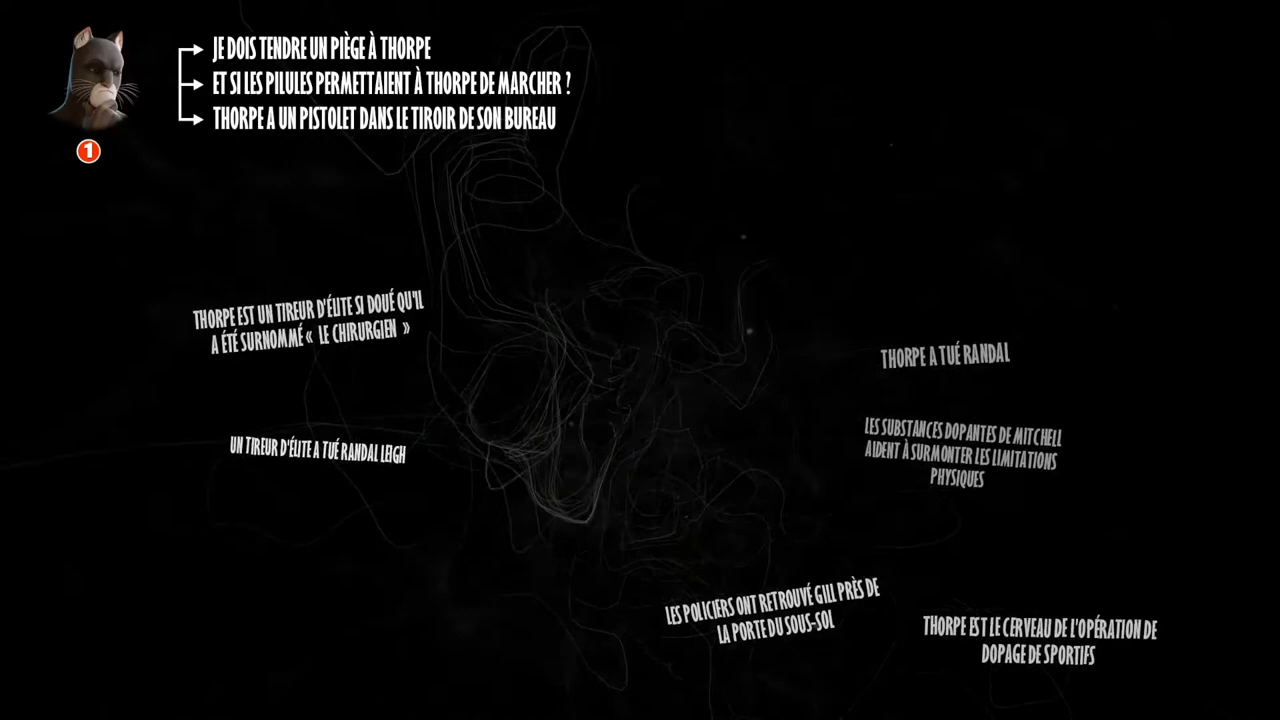 JE DOIS TENDRE UN PIÈGE À THORPE
ET SI LES PILULES PERMETTAIENT À THORPE DE MARCHER ?
THORPE A UN PISTOLET DANS LE TIROIR DE SON BUREAU
1
THORPE EST UN TIREUR D'ÉLITE SI DOUÉ QU'IL
A ÉTÉ SURNOMMÉ « LE CHIRURGIEN »
THORPE A TUÉ RANDAL
UN TIREUR D'ÉLITE A TUÉ RANDAL LEIGH
LES SUBSTANCES DOPANTES DE MITCHELL
AIDENT À SURMONTER LES LIMITATIONS
PHYSIQUES
LES POLICIERS ONT RETROUVÉ GILL PRÈS DE
LA PORTE DU SOUS-SOL
THORPE EST LE CERVEAU DE L'OPÉRATION DE
DOPAGE DE SPORTIFS